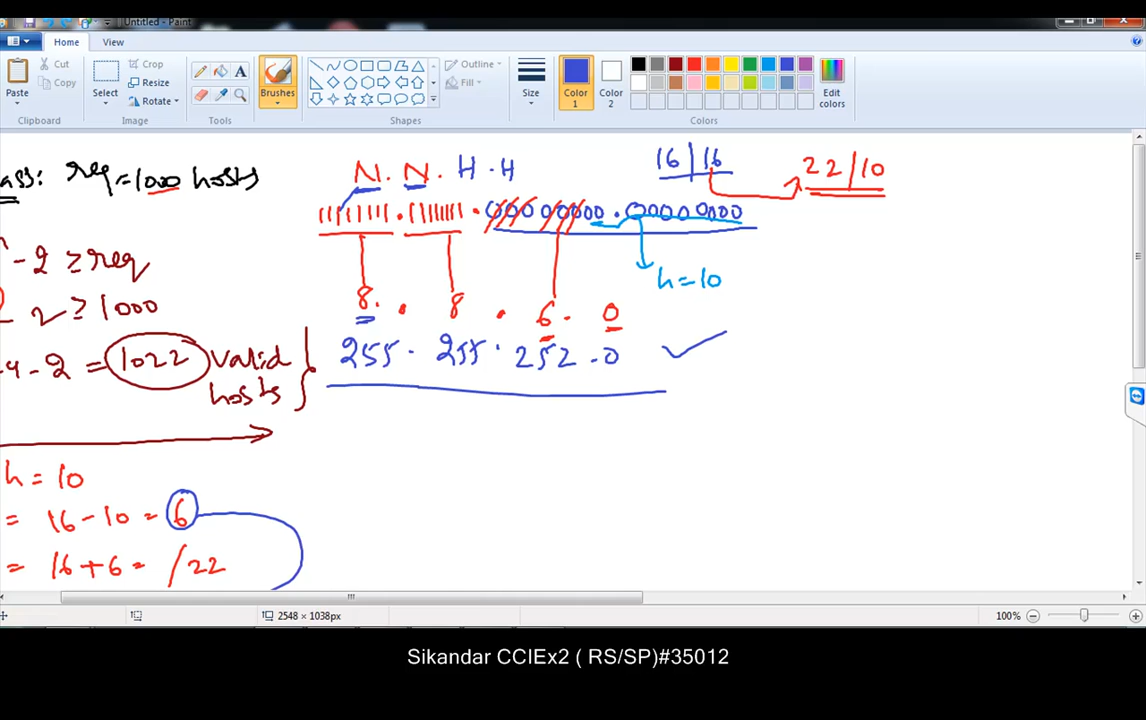 Untitled - Paint
Home View
Paste
Cut
Copy
Clipboard
Select
Crop
Resize
Rotate
Image
Tools
Brushes
Shapes
Outline
Fill
Size
Color 1
Color 2
Edit colors
Colors
ass: req=1000 hosts
- 2 ≥ req
2 ≥ 1000
4 - 2 = 1022 valid hosts
h = 10
= 16 - 10 = 6
= 16 + 6 = /22
N. N. H. H
16 | 16
22/10
11111111.11111111.00000000.00000000
h=10
8. 8. 6. 0
255. 255. 252. 0
2548 × 1038px
100%
Sikandar CCIEx2 ( RS/SP)#35012